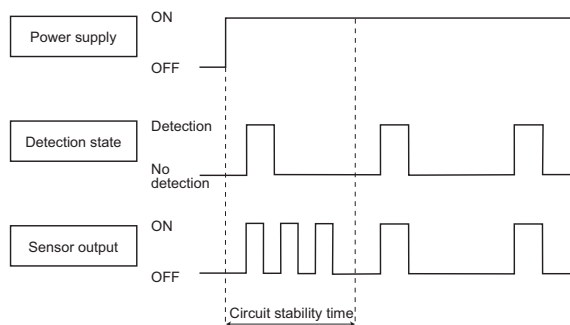 Power supply
ON
OFF
Detection state
Detection
No
detection
Sensor output
ON
OFF
Circuit stability time